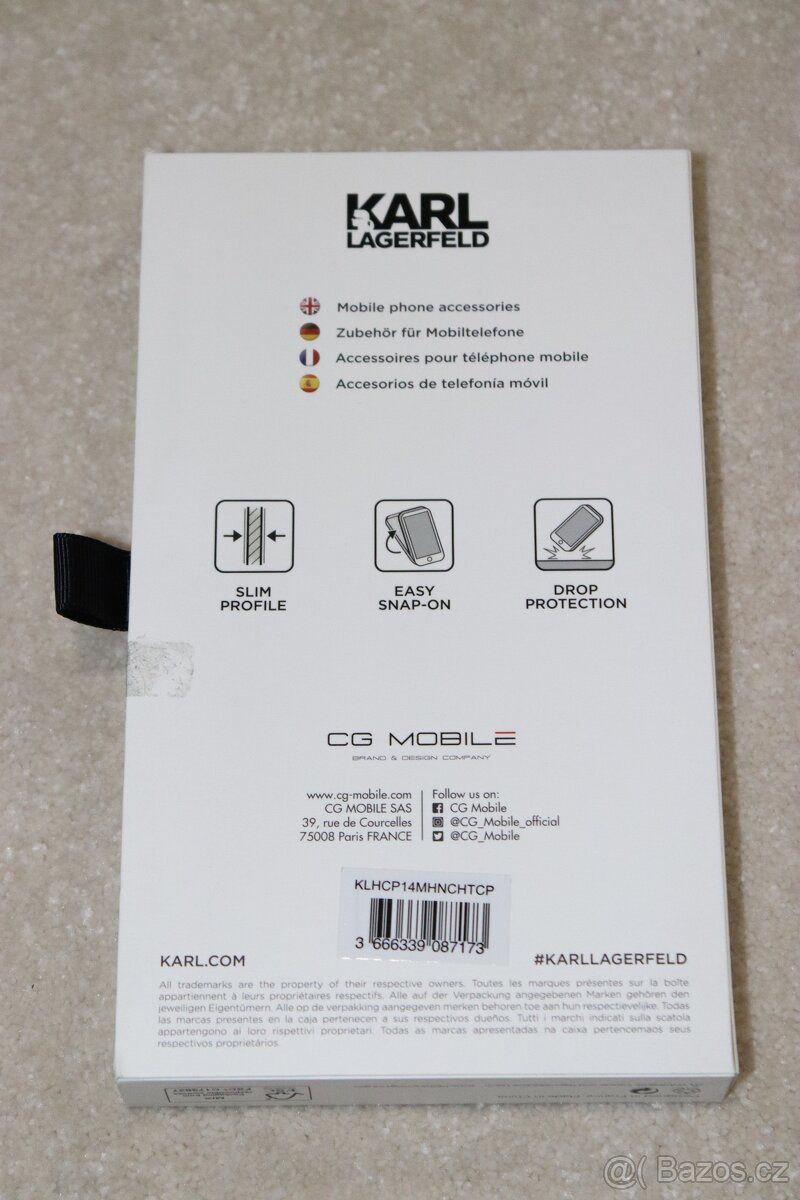 KARL
LAGERFELD
Mobile phone accessories
Zubehör für Mobiltelefone
Accessoires pour téléphone mobile
Accesorios de telefonía móvil
SLIM
PROFILE
EASY
SNAP-ON
DROP
PROTECTION
CG MOBILE
BRAND & DESIGN COMPANY
www.cg-mobile.com
CG MOBILE SAS
39, rue de Courcelles
75008 Paris FRANCE
Follow us on:
CG Mobile
@CG_Mobile_official
@CG_Mobile
KLHCP14MHNCHTCP
3 666339 087173
KARL.COM
#KARLLAGERFELD
All trademarks are the property of their respective owners. Toutes les marques présentes sur la boîte
appartiennent à leurs propriétaires respectifs. Alle auf der Verpackung angegebenen Marken gehören den
jeweiligen Eigentümern. Alle op de verpakking aangegeven merken behoren toe aan hun respectievelijke. Todas
las marcas presentes en la caja pertenecen a sus respectivos dueños. Tutti i marchi indicati sulla scatola
appartengono ai loro rispettivi proprietari. Todas as marcas apresentadas na caixa pertencemaos seus
respectivos proprietários.
@( Bazos.cz